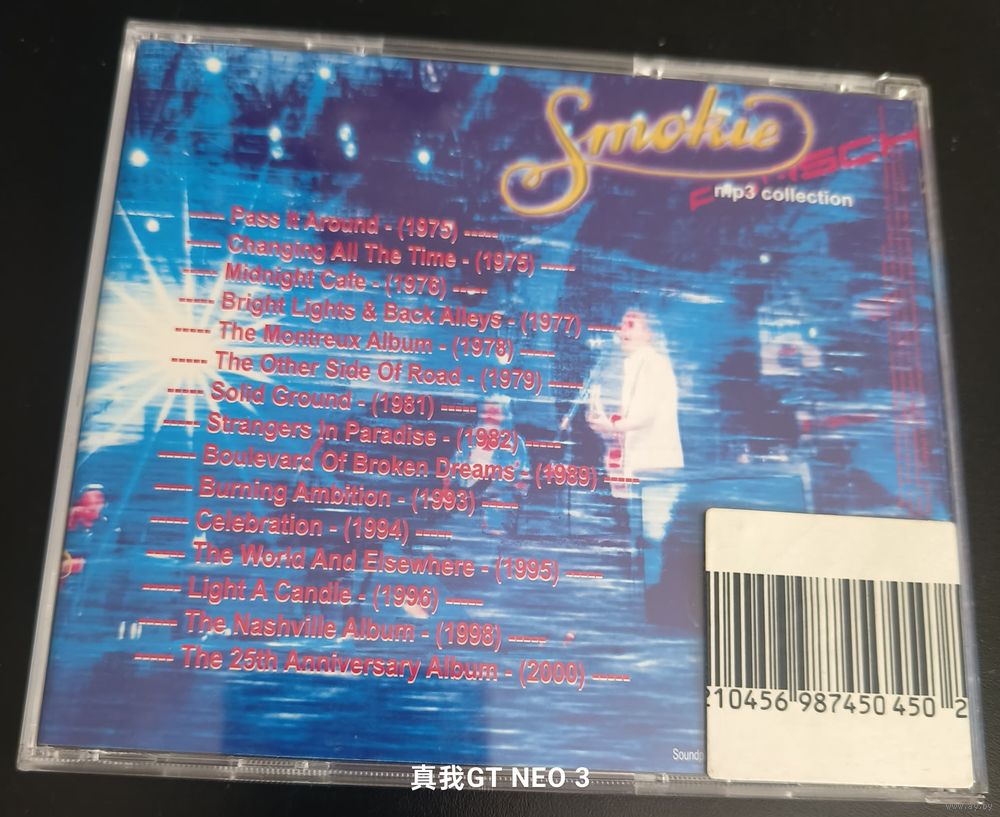 Smokie
mp3 collection
----- Pass It Around - (1975) -----
----- Changing All The Time - (1975) -----
----- Midnight Cafe - (1976) -----
----- Bright Lights & Back Alleys - (1977) -----
----- The Montreux Album - (1978) -----
----- The Other Side Of Road - (1979) -----
----- Solid Ground - (1981) -----
----- Strangers In Paradise - (1982) -----
----- Boulevard Of Broken Dreams - (1989) -----
----- Burning Ambition - (1993) -----
----- Celebration - (1994) -----
----- The World And Elsewhere - (1995) -----
----- Light A Candle - (1996) -----
----- The Nashville Album - (1998) -----
----- The 25th Anniversary Album - (2000) -----
210456 987450 450 2
真我GT NEO 3
www.ay.by